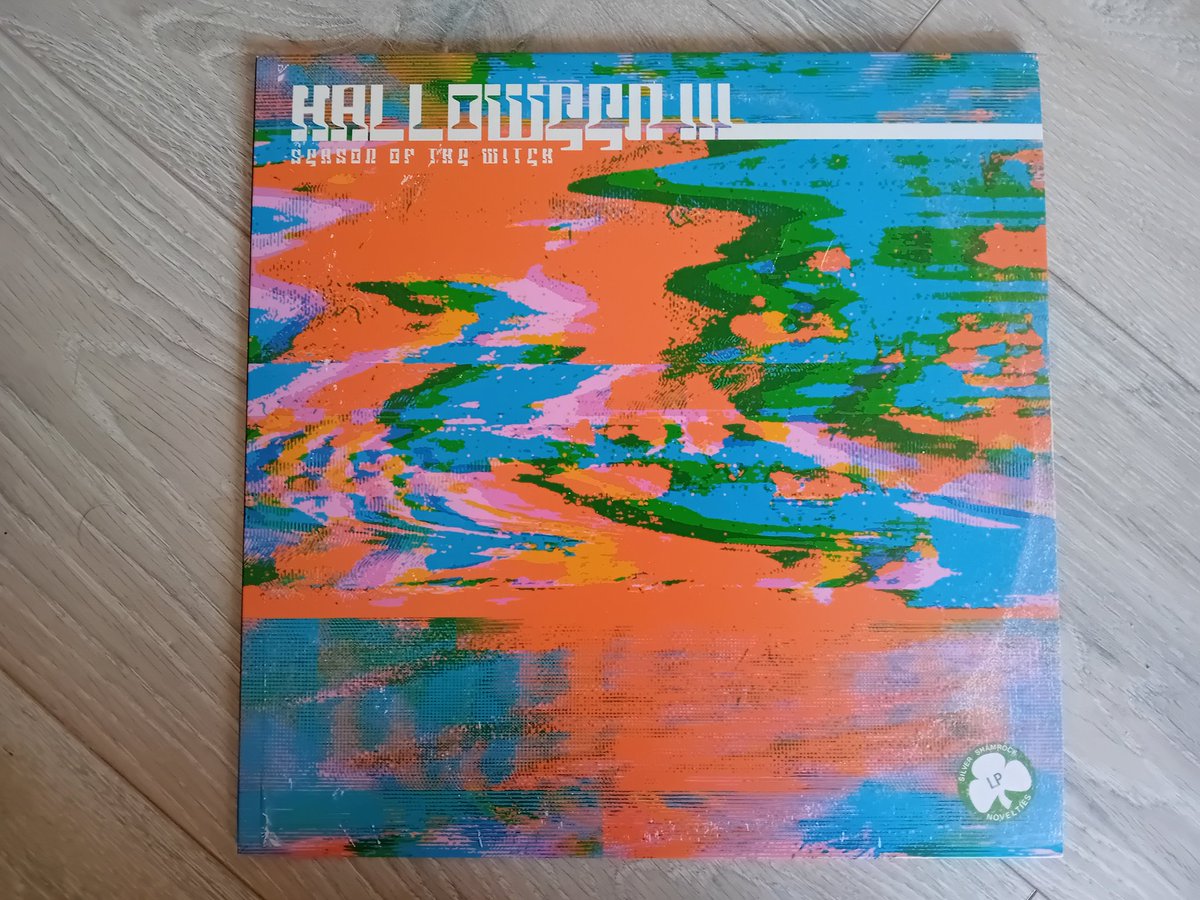 HALLOWEEN III
SEASON OF THE WITCH
SILVER SHAMROCK
LP
NOVELTIES